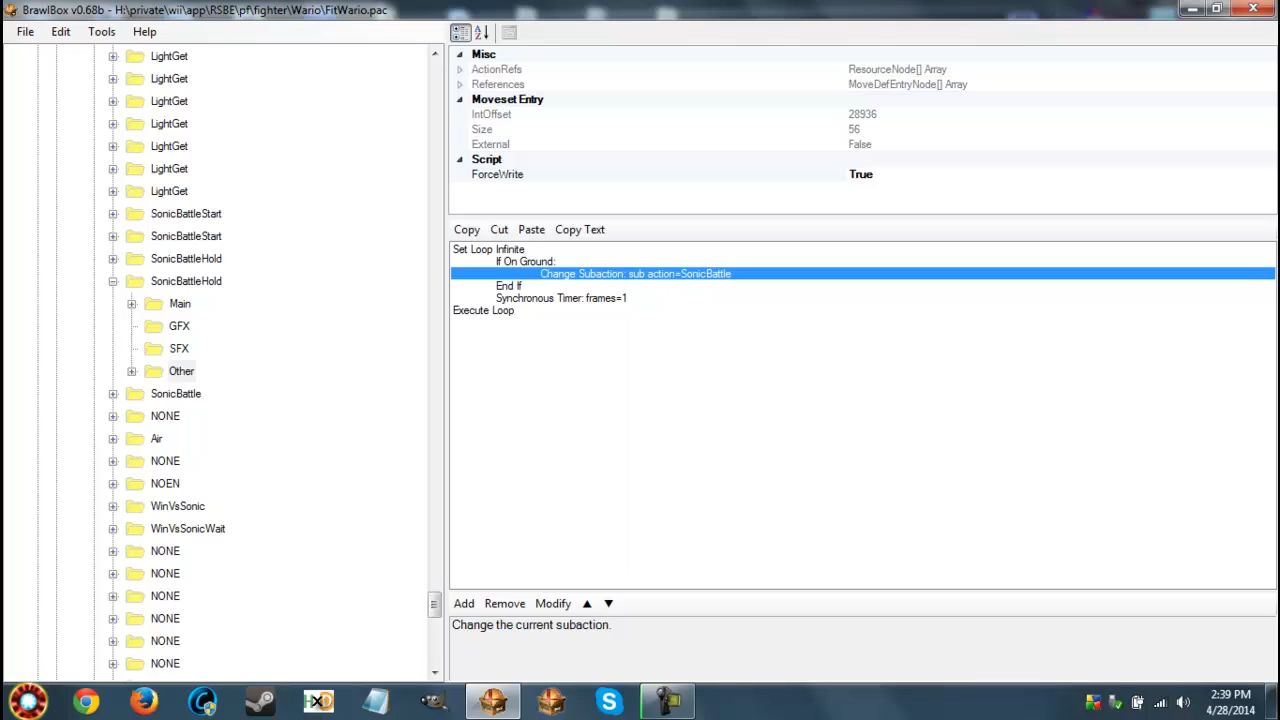 BrawlBox v0.68b - H:\private\wii\app\RSBE\pf\fighter\Wario\FitWario.pac
File Edit Tools Help
LightGet
LightGet
LightGet
LightGet
LightGet
LightGet
LightGet
SonicBattleStart
SonicBattleStart
SonicBattleHold
SonicBattleHold
Main
GFX
SFX
Other
SonicBattle
NONE
Air
NONE
NOEN
WinVsSonic
WinVsSonicWait
NONE
NONE
NONE
NONE
NONE
NONE
Misc
ActionRefs ResourceNode[] Array
References MoveDefEntryNode[] Array
Moveset Entry
IntOffset 28936
Size 56
External False
Script
ForceWrite True
Copy Cut Paste Copy Text
Set Loop Infinite
If On Ground:
Change Subaction: sub action=SonicBattle
End If
Synchronous Timer: frames=1
Execute Loop
Add Remove Modify ▲ ▼
Change the current subaction.
HXD
2:39 PM
4/28/2014